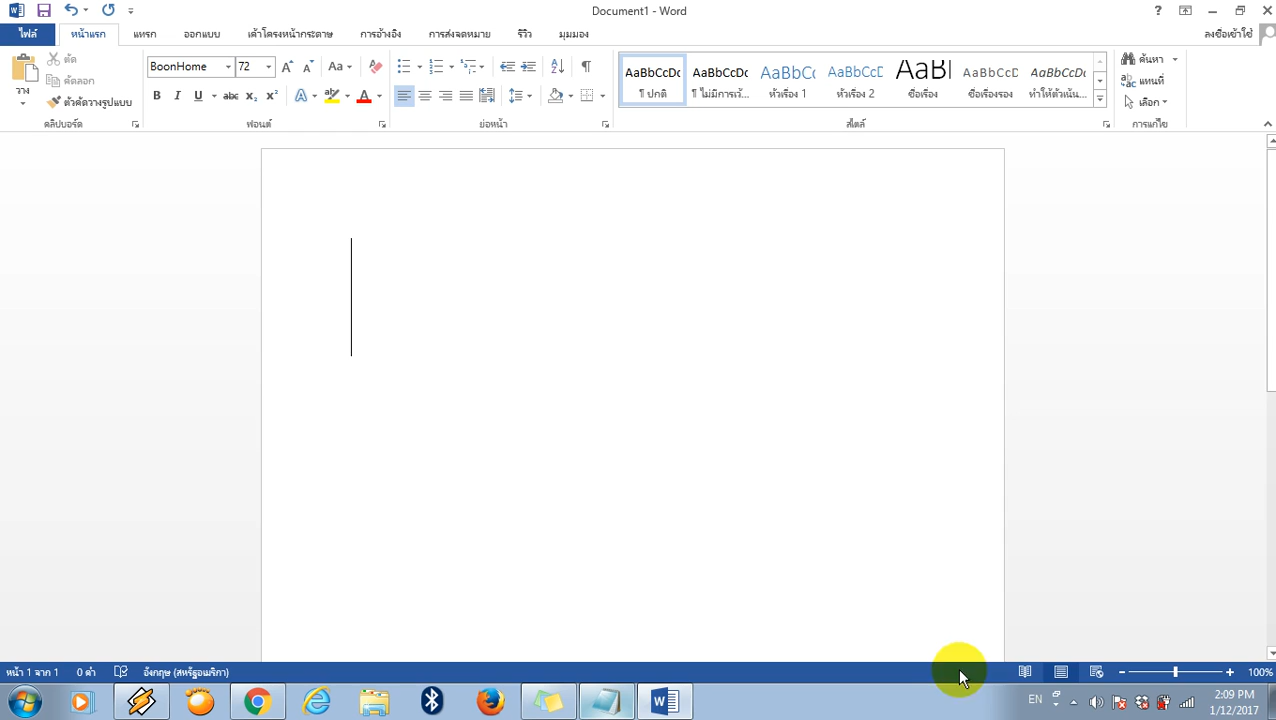 Document1 - Word
?
ไฟล์ หน้าแรก แทรก ออกแบบ เค้าโครงหน้ากระดาษ การอ้างอิง การส่งจดหมาย รีวิว มุมมอง ลงชื่อเข้าใช้
วาง
ตัด
คัดลอก
ตัวคัดวางรูปแบบ
คลิปบอร์ด
BoonHome 72 Aa
B I U abc x₂ x² A ab A
ฟอนต์
ย่อหน้า
AaBbCcDc AaBbCcD. AaBbCc AaBbCcD AaBb AaBbCcD AaBbCcDc
¶ ปกติ ¶ ไม่มีการเว้... หัวเรื่อง 1 หัวเรื่อง 2 ชื่อเรื่อง ชื่อเรื่องรอง ทำให้ตัวเน้น...
สไตล์
ค้นหา
แทนที่
เลือก
การแก้ไข
หน้า 1 จาก 1 0 คำ อังกฤษ (สหรัฐอเมริกา) 100%
EN 2:09 PM
1/12/2017